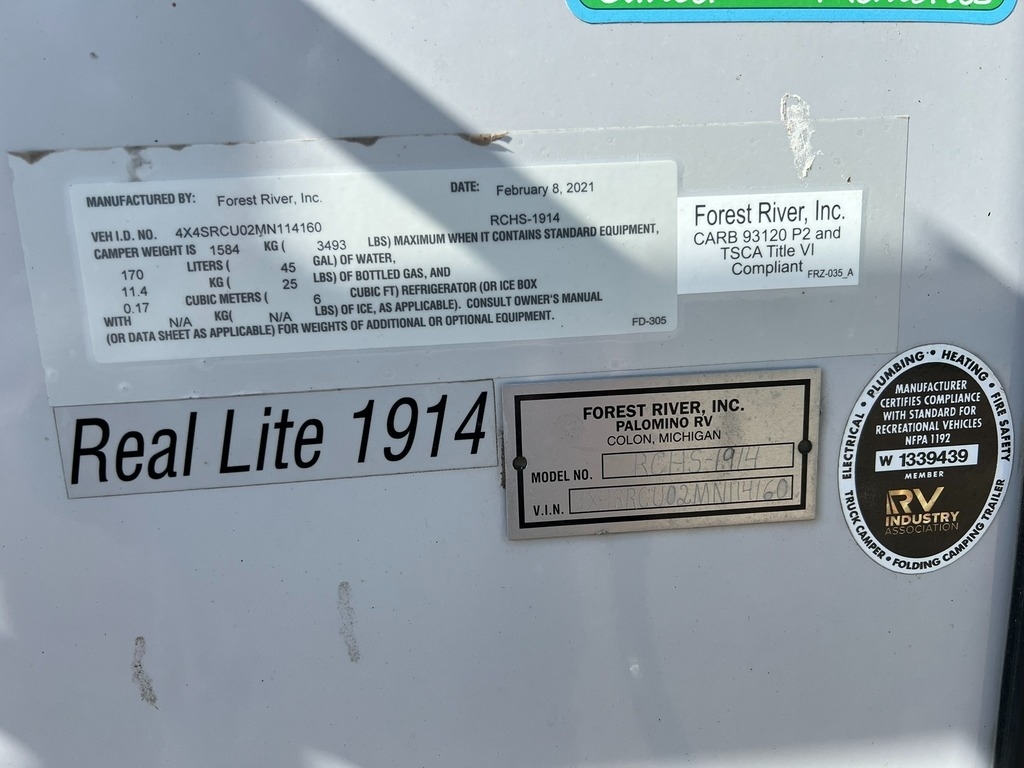 MANUFACTURED BY: Forest River, Inc. DATE: February 8, 2021
VEH I.D. NO. 4X4SRCU02MN114160 RCHS-1914
CAMPER WEIGHT IS 1584 KG ( 3493 LBS) MAXIMUM WHEN IT CONTAINS STANDARD EQUIPMENT,
170 LITERS ( 45 GAL) OF WATER,
11.4 KG ( 25 LBS) OF BOTTLED GAS, AND
0.17 CUBIC METERS ( 6 CUBIC FT) REFRIGERATOR (OR ICE BOX
WITH N/A KG( N/A LBS) OF ICE, AS APPLICABLE). CONSULT OWNER'S MANUAL
(OR DATA SHEET AS APPLICABLE) FOR WEIGHTS OF ADDITIONAL OR OPTIONAL EQUIPMENT. FD-305
Forest River, Inc.
CARB 93120 P2 and
TSCA Title VI
Compliant FRZ-035_A
Real Lite 1914
FOREST RIVER, INC.
PALOMINO RV
COLON, MICHIGAN
MODEL NO. RCHS-1914
V.I.N. 4X4SRCU02MN114160
ELECTRICAL • PLUMBING • HEATING • FIRE SAFETY
MANUFACTURER
CERTIFIES COMPLIANCE
WITH STANDARD FOR
RECREATIONAL VEHICLES
NFPA 1192
W 1339439
MEMBER
RV
INDUSTRY
ASSOCIATION
TRUCK CAMPER • FOLDING CAMPING TRAILER